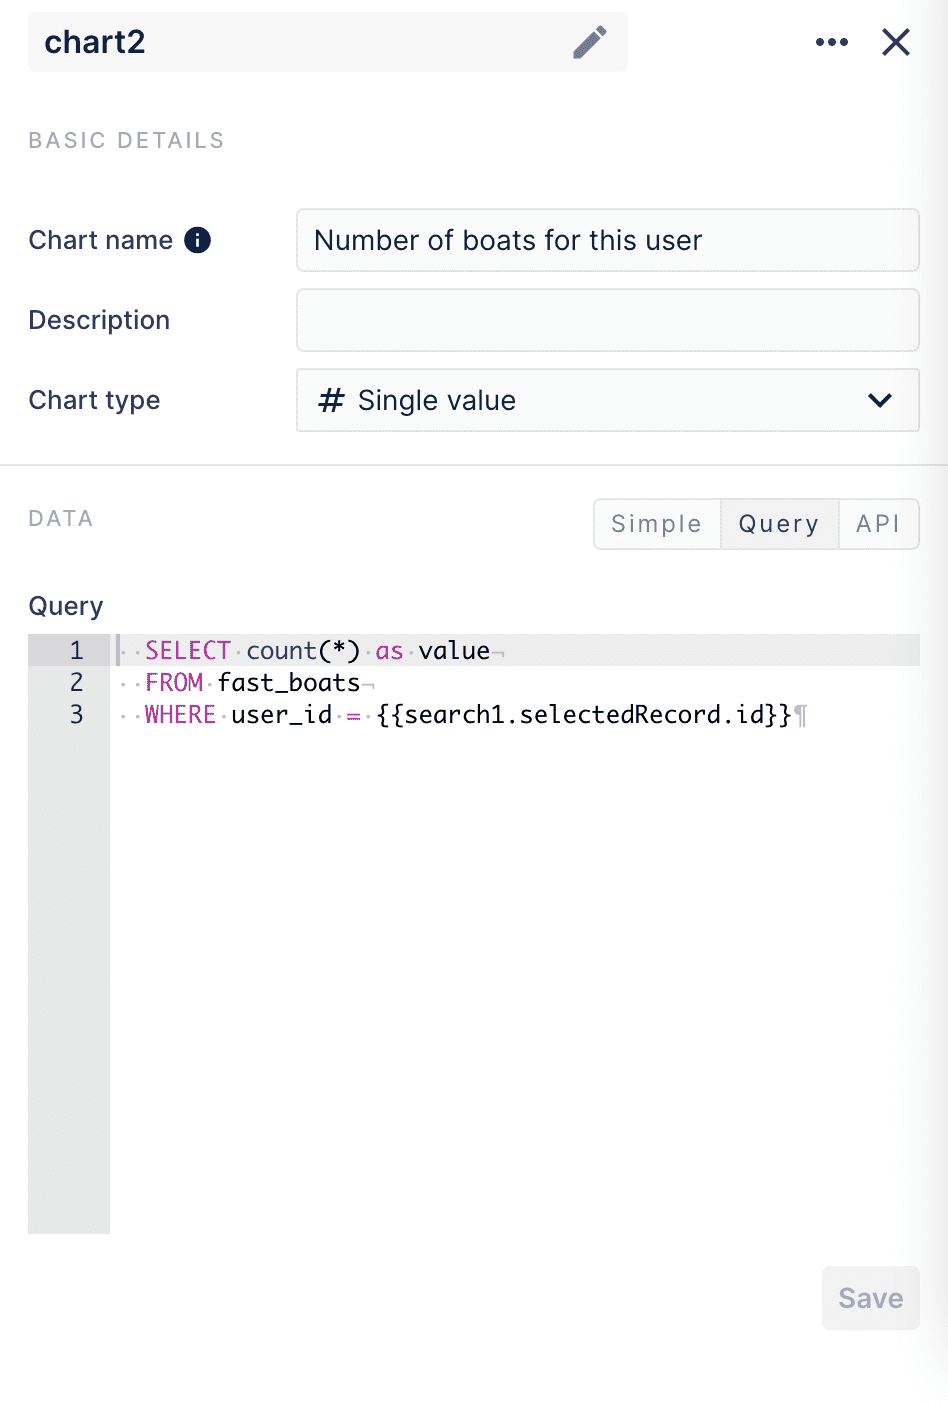 chart2
BASIC DETAILS
Chart name
Number of boats for this user
Description
Chart type
# Single value
DATA
Simple Query API
Query
1 SELECT count(*) as value
2 FROM fast_boats
3 WHERE user_id = {{search1.selectedRecord.id}}
Save